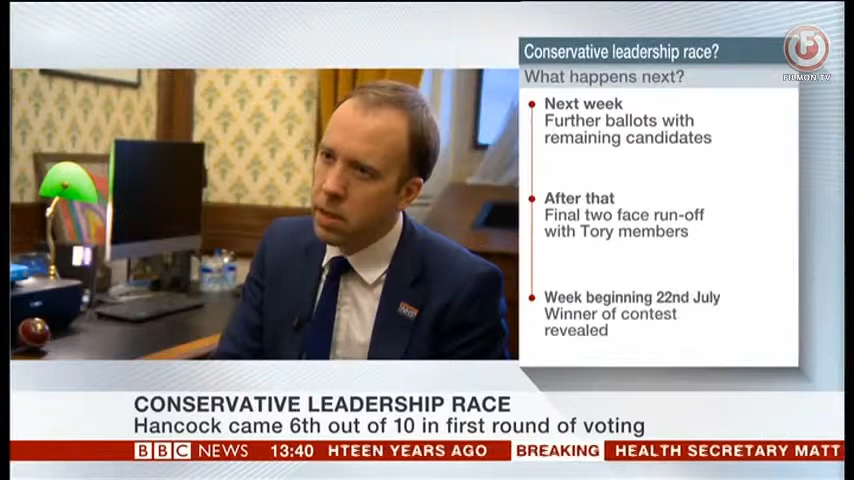 Conservative leadership race?
What happens next?
FILMON.TV
Next week
Further ballots with
remaining candidates
After that
Final two face run-off
with Tory members
Week beginning 22nd July
Winner of contest
revealed
CONSERVATIVE LEADERSHIP RACE
Hancock came 6th out of 10 in first round of voting
BBC NEWS 13:40 HTEEN YEARS AGO BREAKING HEALTH SECRETARY MATT